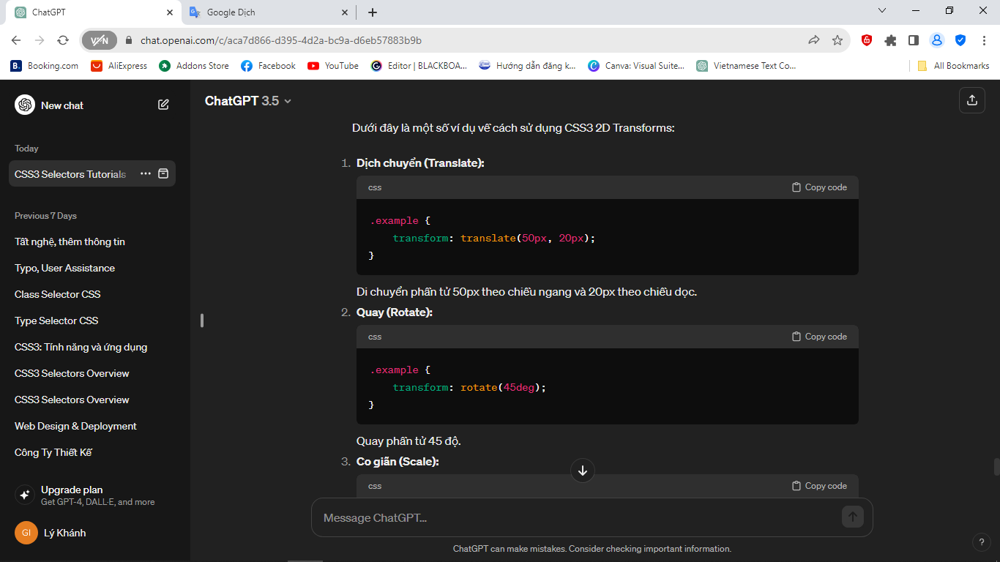 ChatGPT
Google Dịch
VPN
chat.openai.com/c/aca7d866-d395-4d2a-bc9a-d6eb57883b9b
B. Booking.com
AliExpress
Addons Store
Facebook
YouTube
Editor | BLACKBOA...
Hướng dẫn đăng k...
Canva: Visual Suite...
Vietnamese Text Co...
All Bookmarks
New chat
Today
CSS3 Selectors Tutorials
Previous 7 Days
Tất nghệ, thêm thông tin
Typo, User Assistance
Class Selector CSS
Type Selector CSS
CSS3: Tính năng và ứng dụng
CSS3 Selectors Overview
CSS3 Selectors Overview
Web Design & Deployment
Công Ty Thiết Kế
Upgrade plan
Get GPT-4, DALL·E, and more
GI Lý Khánh
ChatGPT 3.5
Dưới đây là một số ví dụ về cách sử dụng CSS3 2D Transforms:
1. Dịch chuyển (Translate):
css Copy code
.example {
transform: translate(50px, 20px);
}
Di chuyển phần tử 50px theo chiều ngang và 20px theo chiều dọc.
2. Quay (Rotate):
css Copy code
.example {
transform: rotate(45deg);
}
Quay phần tử 45 độ.
3. Co giãn (Scale):
css Copy code
Message ChatGPT...
ChatGPT can make mistakes. Consider checking important information.
?